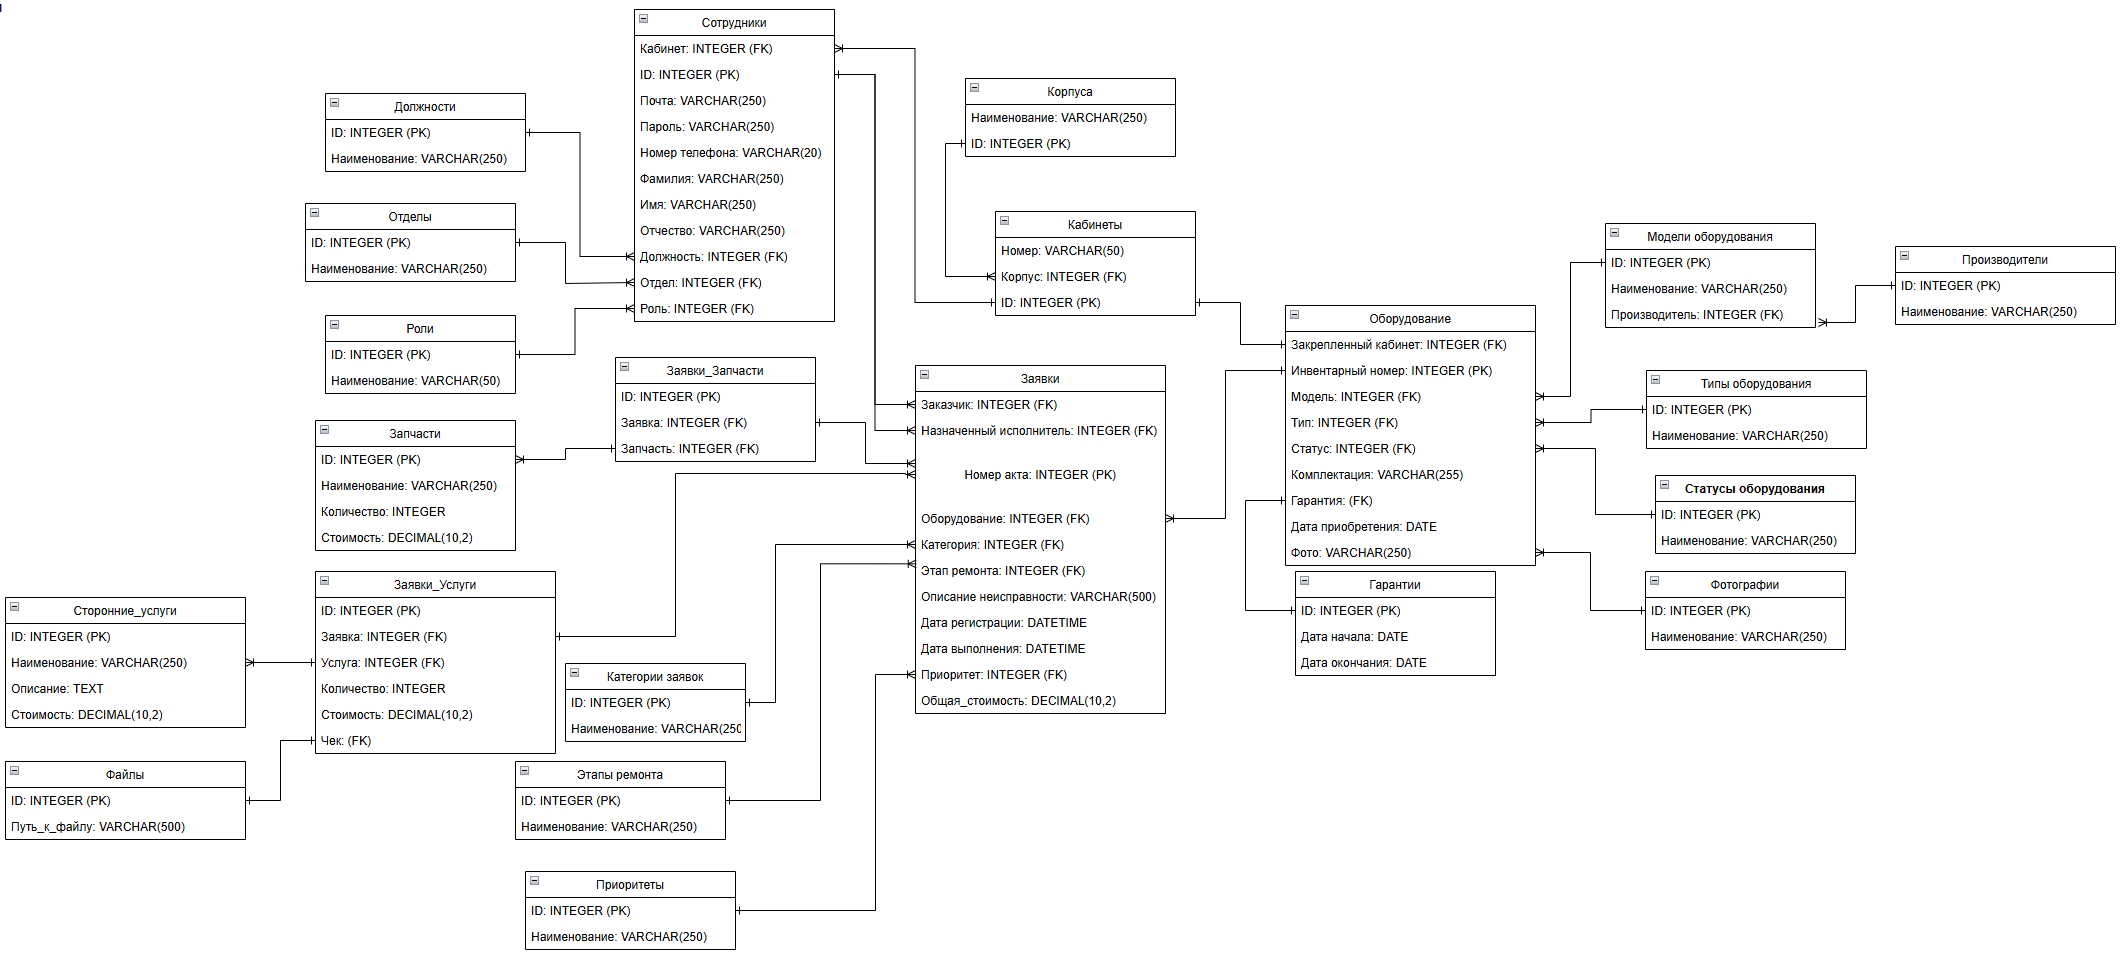 Сотрудники
Кабинет: INTEGER (FK)
ID: INTEGER (PK)
Почта: VARCHAR(250)
Пароль: VARCHAR(250)
Номер телефона: VARCHAR(20)
Фамилия: VARCHAR(250)
Имя: VARCHAR(250)
Отчество: VARCHAR(250)
Должность: INTEGER (FK)
Отдел: INTEGER (FK)
Роль: INTEGER (FK)
Должности
ID: INTEGER (PK)
Наименование: VARCHAR(250)
Отделы
ID: INTEGER (PK)
Наименование: VARCHAR(250)
Роли
ID: INTEGER (PK)
Наименование: VARCHAR(50)
Корпуса
Наименование: VARCHAR(250)
ID: INTEGER (PK)
Кабинеты
Номер: VARCHAR(50)
Корпус: INTEGER (FK)
ID: INTEGER (PK)
Модели оборудования
ID: INTEGER (PK)
Наименование: VARCHAR(250)
Производитель: INTEGER (FK)
Производители
ID: INTEGER (PK)
Наименование: VARCHAR(250)
Оборудование
Закрепленный кабинет: INTEGER (FK)
Инвентарный номер: INTEGER (PK)
Модель: INTEGER (FK)
Тип: INTEGER (FK)
Статус: INTEGER (FK)
Комплектация: VARCHAR(255)
Гарантия: (FK)
Дата приобретения: DATE
Фото: VARCHAR(250)
Типы оборудования
ID: INTEGER (PK)
Наименование: VARCHAR(250)
Статусы оборудования
ID: INTEGER (PK)
Наименование: VARCHAR(250)
Фотографии
ID: INTEGER (PK)
Наименование: VARCHAR(250)
Гарантии
ID: INTEGER (PK)
Дата начала: DATE
Дата окончания: DATE
Заявки_Запчасти
ID: INTEGER (PK)
Заявка: INTEGER (FK)
Запчасть: INTEGER (FK)
Запчасти
ID: INTEGER (PK)
Наименование: VARCHAR(250)
Количество: INTEGER
Стоимость: DECIMAL(10,2)
Заявки
Заказчик: INTEGER (FK)
Назначенный исполнитель: INTEGER (FK)
Номер акта: INTEGER (PK)
Оборудование: INTEGER (FK)
Категория: INTEGER (FK)
Этап ремонта: INTEGER (FK)
Описание неисправности: VARCHAR(500)
Дата регистрации: DATETIME
Дата выполнения: DATETIME
Приоритет: INTEGER (FK)
Общая_стоимость: DECIMAL(10,2)
Заявки_Услуги
ID: INTEGER (PK)
Заявка: INTEGER (FK)
Услуга: INTEGER (FK)
Количество: INTEGER
Стоимость: DECIMAL(10,2)
Чек: (FK)
Сторонние_услуги
ID: INTEGER (PK)
Наименование: VARCHAR(250)
Описание: TEXT
Стоимость: DECIMAL(10,2)
Файлы
ID: INTEGER (PK)
Путь_к_файлу: VARCHAR(500)
Категории заявок
ID: INTEGER (PK)
Наименование: VARCHAR(250
Этапы ремонта
ID: INTEGER (PK)
Наименование: VARCHAR(250)
Приоритеты
ID: INTEGER (PK)
Наименование: VARCHAR(250)